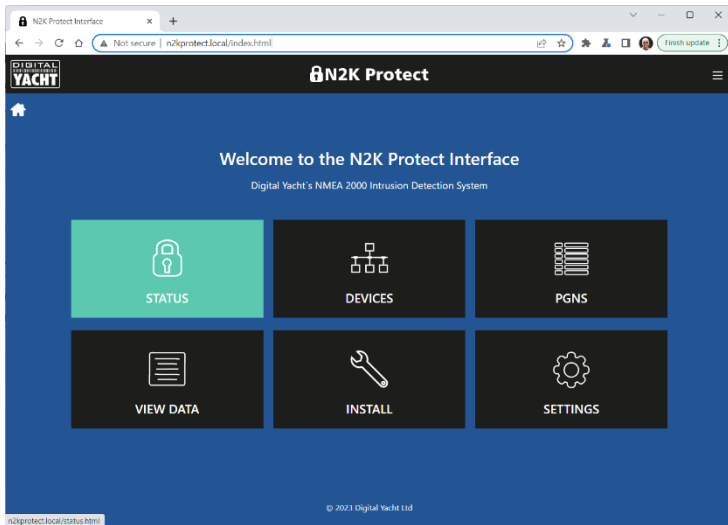 N2K Protect Interface
Not secure | n2kprotect.local/index.html
Finish update
DIGITAL
YACHT
N2K Protect
Welcome to the N2K Protect Interface
Digital Yacht's NMEA 2000 Intrusion Detection System
STATUS
DEVICES
PGNS
VIEW DATA
INSTALL
SETTINGS
© 2023 Digital Yacht Ltd
n2kprotect.local/status.html